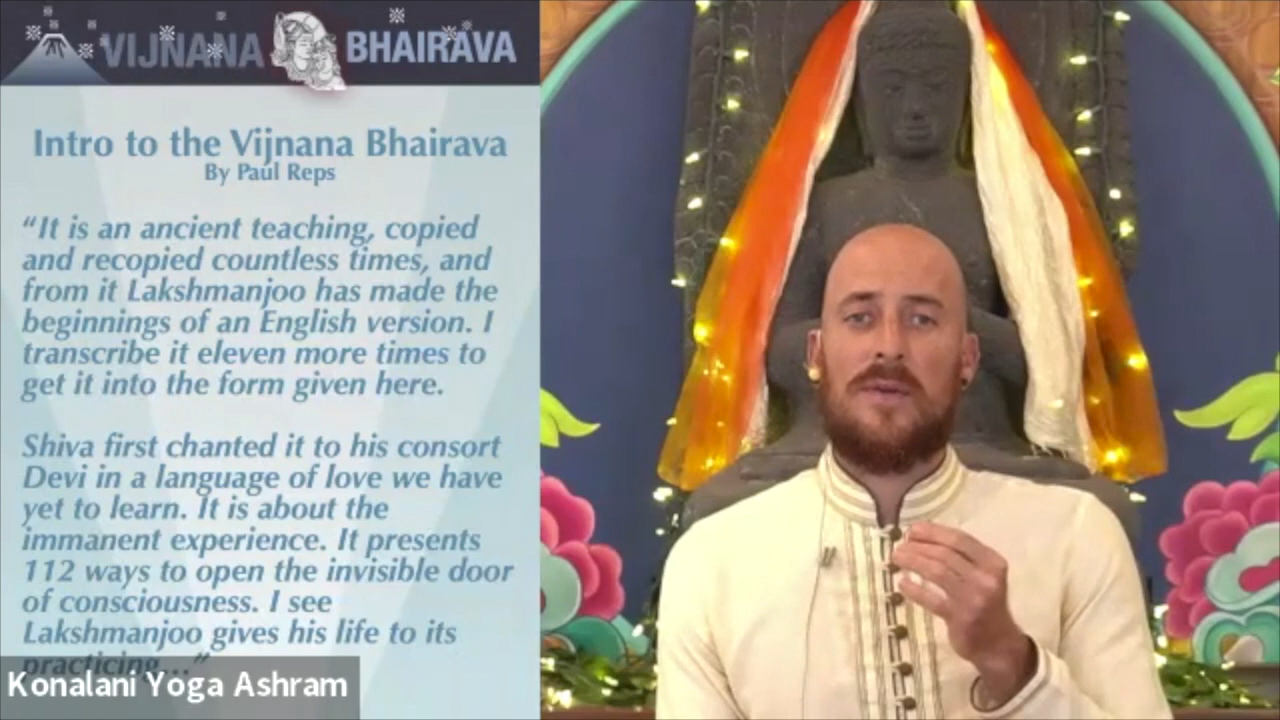 VIJNANA BHAIRAVA
Intro to the Vijnana Bhairava
By Paul Reps
“It is an ancient teaching, copied
and recopied countless times, and
from it Lakshmanjoo has made the
beginnings of an English version. I
transcribe it eleven more times to
get it into the form given here.
Shiva first chanted it to his consort
Devi in a language of love we have
yet to learn. It is about the
immanent experience. It presents
112 ways to open the invisible door
of consciousness. I see
Lakshmanjoo gives his life to its
practicing…”
Konalani Yoga Ashram